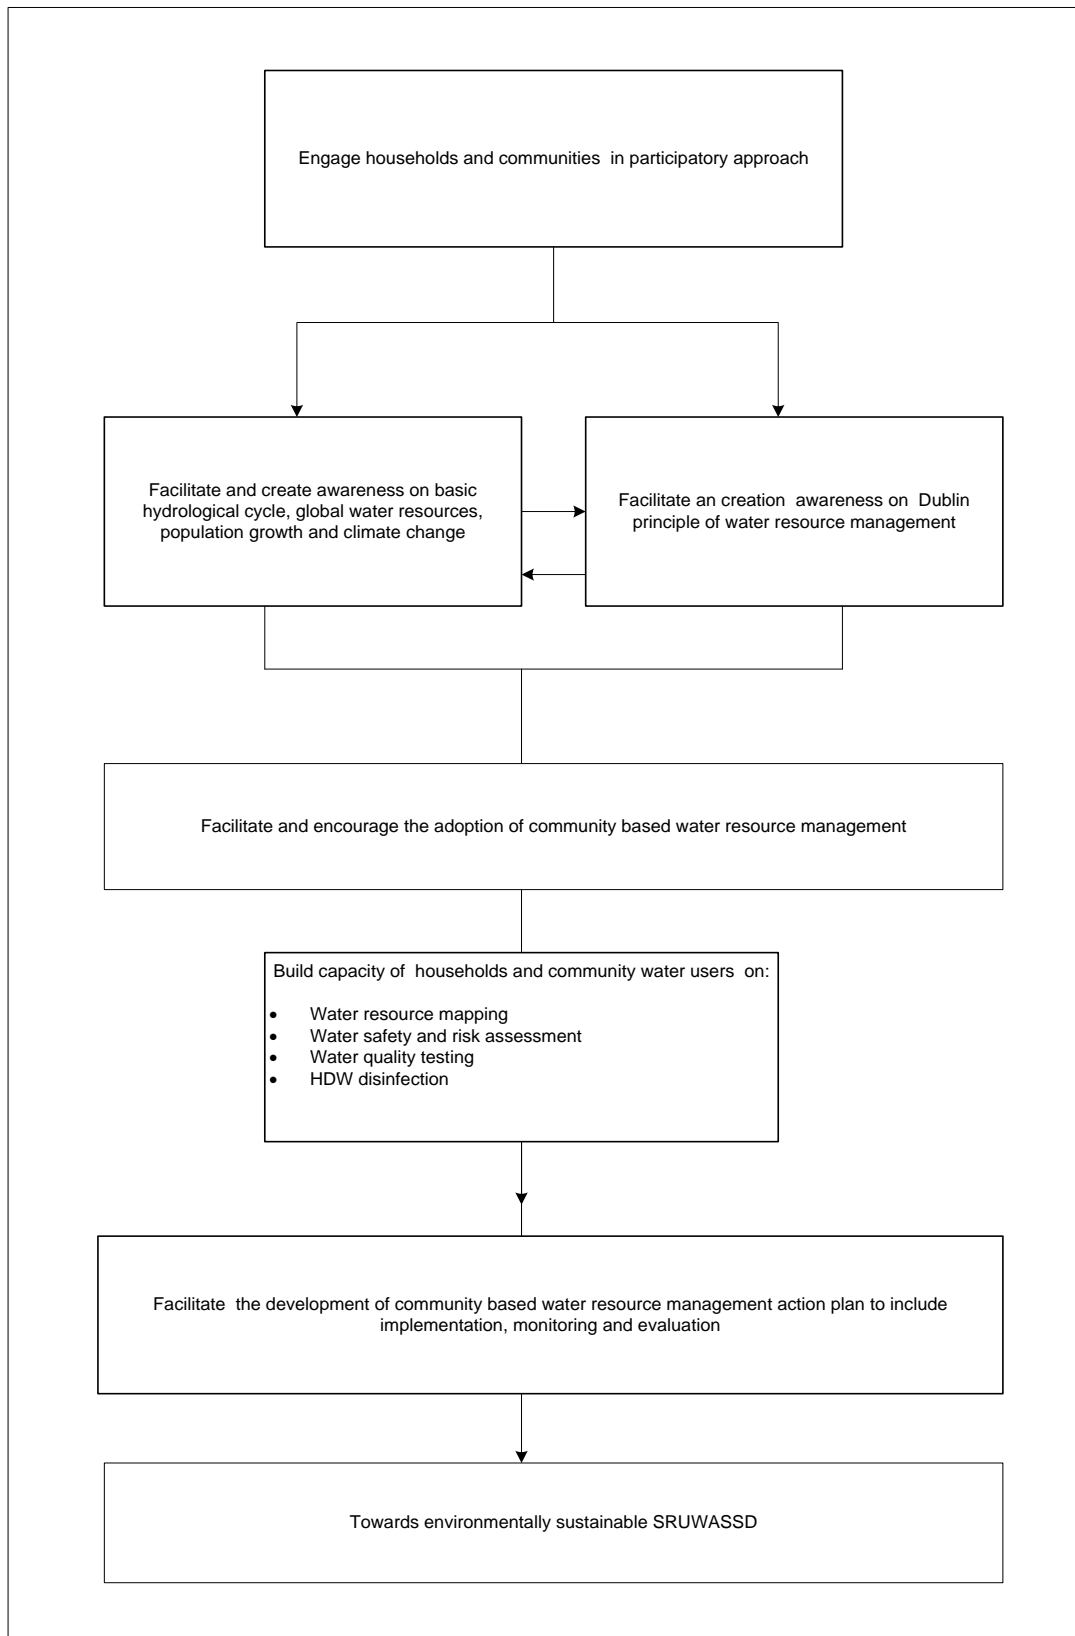 Engage households and communities  in participatory approach
Facilitate and create awareness on basic
hydrological cycle, global water resources,
population growth and climate change
Facilitate an creation  awareness on  Dublin
principle of water resource management
Facilitate and encourage the adoption of community based water resource management
Build capacity of  households and community water users  on:
• Water resource mapping
• Water safety and risk assessment
• Water quality testing
• HDW disinfection
Facilitate  the development of community based water resource management action plan to include
implementation, monitoring and evaluation
Towards environmentally sustainable SRUWASSD